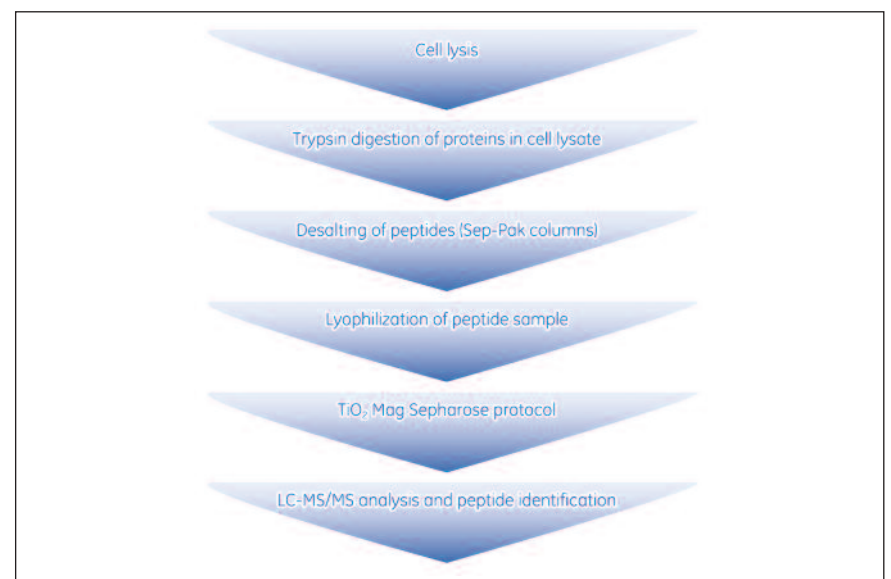 Cell lysis
Trypsin digestion of proteins in cell lysate
Desalting of peptides (Sep-Pak columns)
Lyophilization of peptide sample
TiO₂ Mag Sepharose protocol
LC-MS/MS analysis and peptide identification